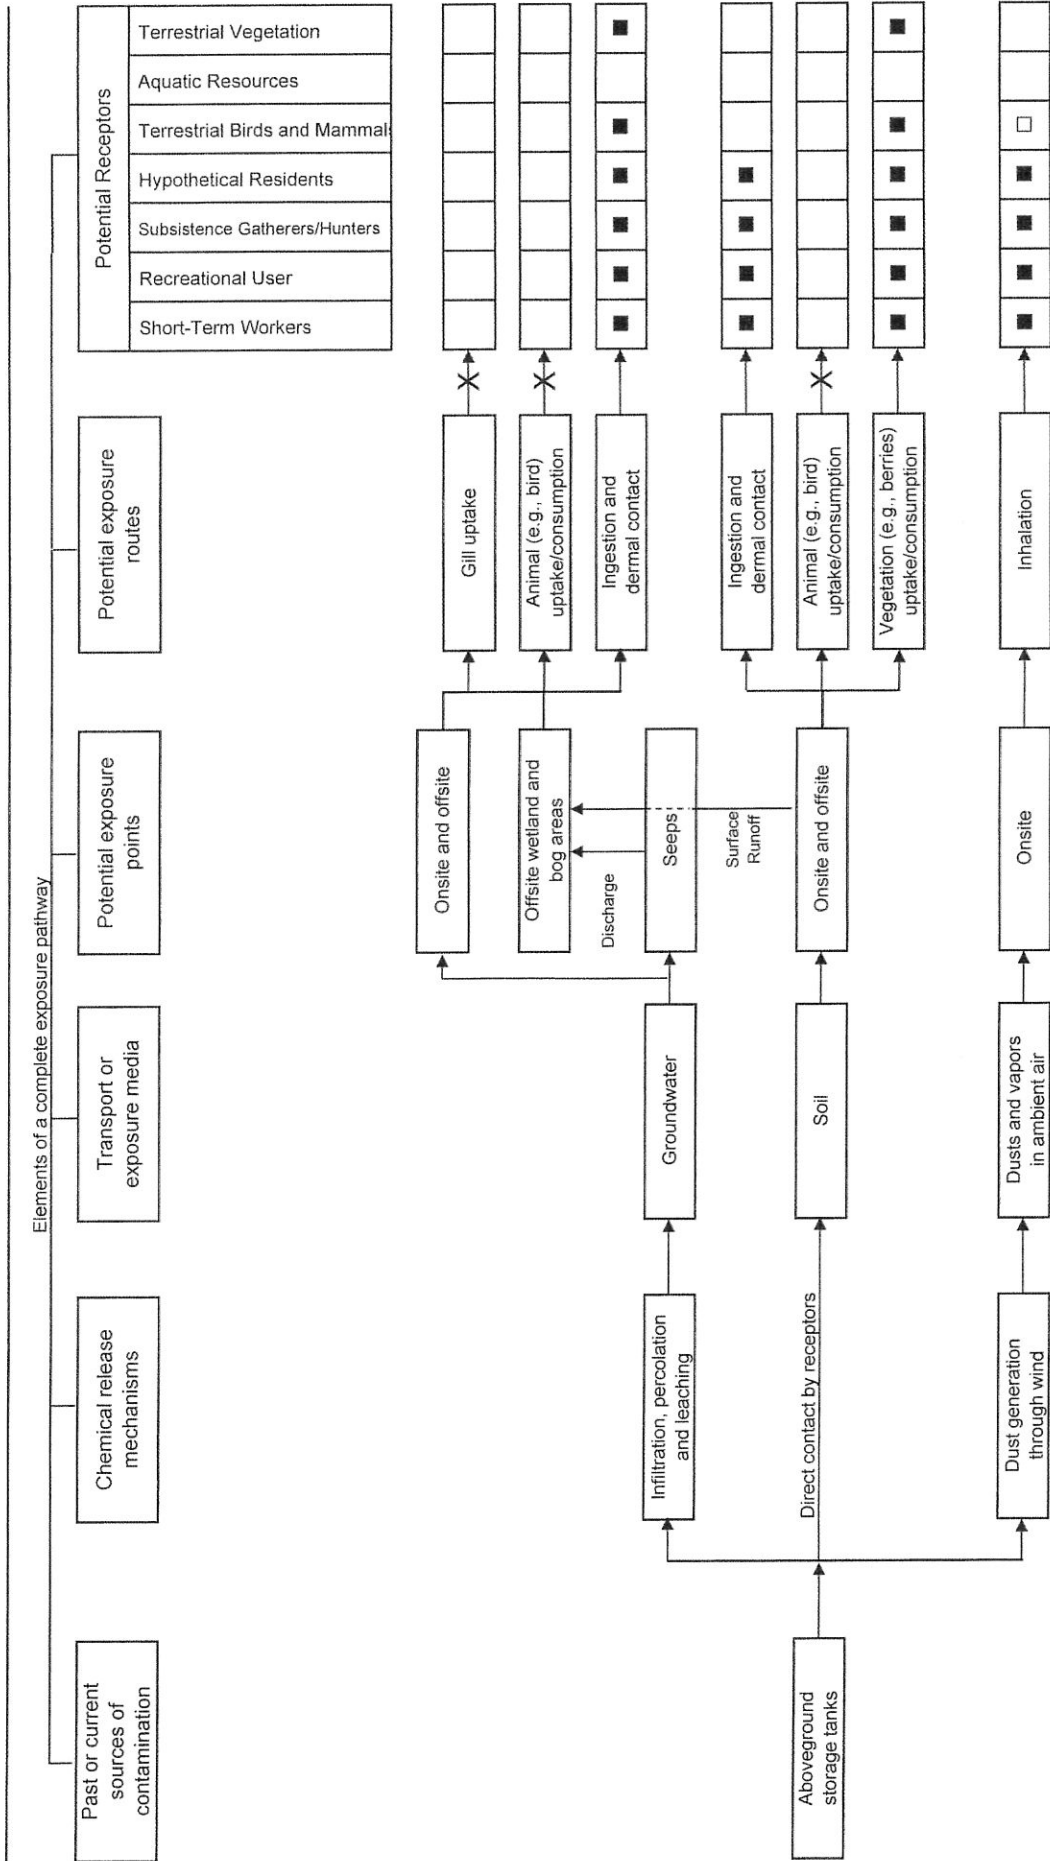 Elements of a complete exposure pathway
Past or current
sources of
contamination
Chemical release
mechanisms
Transport or
exposure media
Potential exposure
points
Potential exposure
routes
Potential Receptors
Short-Term Workers
Recreational User
Subsistence Gatherers/Hunters
Hypothetical Residents
Terrestrial Birds and Mammal
Aquatic Resources
Terrestrial Vegetation
Aboveground
storage tanks
Infiltration, percolation
and leaching
Direct contact by receptors
Dust generation
through wind
Groundwater
Soil
Dusts and vapors
in ambient air
Onsite and offsite
Offsite wetland and
bog areas
Discharge
Seeps
Surface
Runoff
Onsite and offsite
Onsite
Gill uptake
X
Animal (e.g., bird)
uptake/consumption
X
Ingestion and
dermal contact
Ingestion and
dermal contact
Animal (e.g., bird)
uptake/consumption
X
Vegetation (e.g., berries)
uptake/consumption
Inhalation